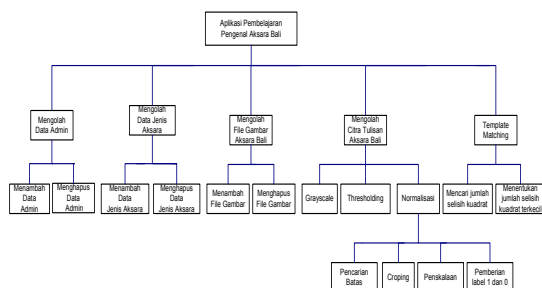 Aplikasi Pembelajaran
Pengenal Aksara Bali
Mengolah
Data Admin
Mengolah
Data Jenis
Aksara
Mengolah
File Gambar
Aksara Bali
Mengolah
Citra Tulisan
Aksara Bali
Template
Matching
Menambah
Data
Admin
Menghapus
Data
Admin
Menambah
Data
Jenis Aksara
Menghapus
Data
Jenis Aksara
Menambah
File Gambar
Menghapus
File Gambar
Grayscale
Thresholding
Normalisasi
Mencari jumlah
selisih kuadrat
Menentukan
jumlah selisih
kuadrat terkecil
Pencarian
Batas
Croping
Penskalaan
Pemberian
label 1 dan 0